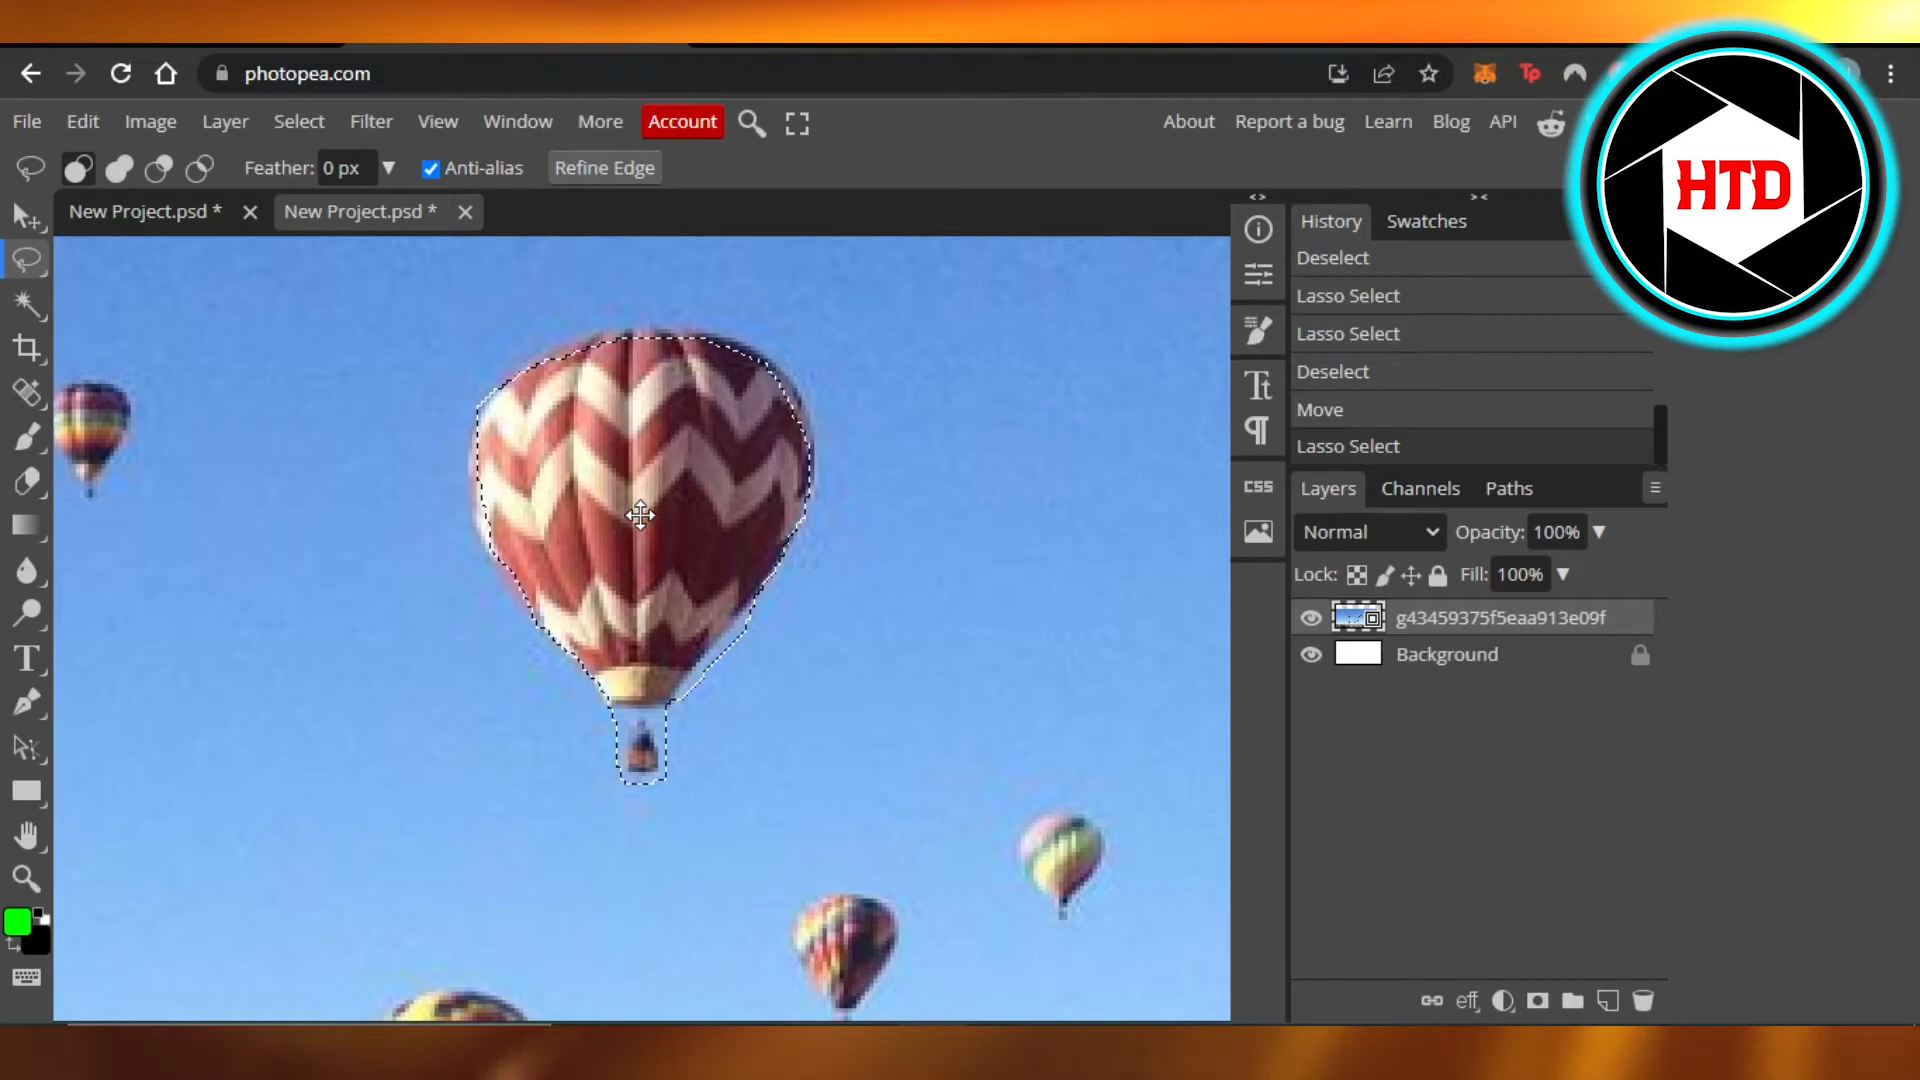 photopea.com
Tp
File Edit Image Layer Select Filter View Window More Account About Report a bug Learn Blog API
Feather: 0 px Anti-alias Refine Edge
HTD
New Project.psd * New Project.psd *
History Swatches
Deselect
Lasso Select
Lasso Select
Deselect
Move
Lasso Select
CSS
Layers Channels Paths
Normal Opacity: 100%
Lock: Fill: 100%
g43459375f5eaa913e09f
Background
eff